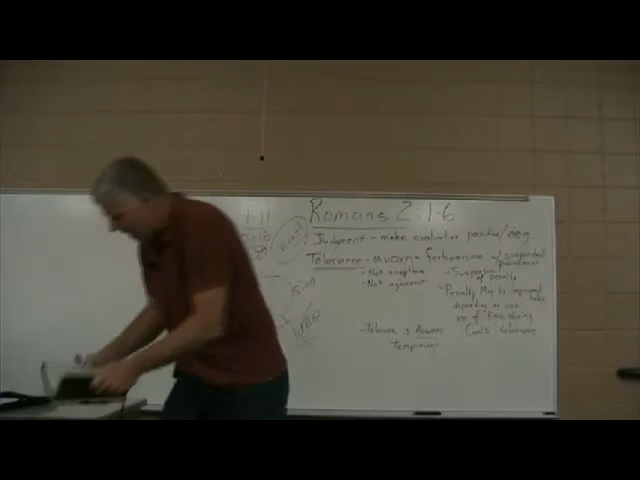 1-11
Romans 2:1-6
Judgment - make evaluation positive/neg.
Tolerance - ανοχη = forbearance w/ suspended punishment
- Not acceptance
- Not agreement
- Suspension of penalty
- Penalty May be imposed later
depending on our
use of time during
God's tolerance
- Tolerance is Always
Temporary